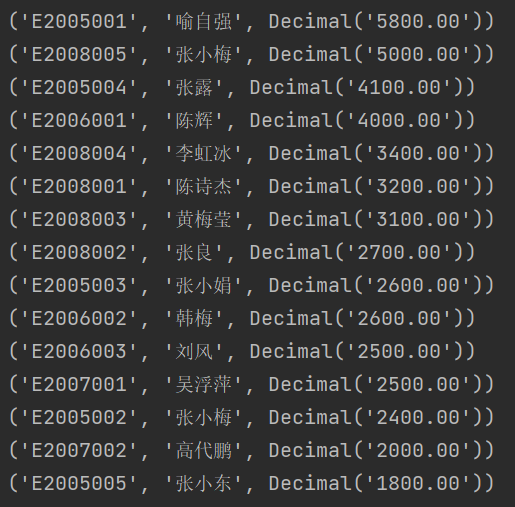 ('E2005001', '喻自强', Decimal('5800.00'))
('E2008005', '张小梅', Decimal('5000.00'))
('E2005004', '张露', Decimal('4100.00'))
('E2006001', '陈辉', Decimal('4000.00'))
('E2008004', '李虹冰', Decimal('3400.00'))
('E2008001', '陈诗杰', Decimal('3200.00'))
('E2008003', '黄梅莹', Decimal('3100.00'))
('E2008002', '张良', Decimal('2700.00'))
('E2005003', '张小娟', Decimal('2600.00'))
('E2006002', '韩梅', Decimal('2600.00'))
('E2006003', '刘风', Decimal('2500.00'))
('E2007001', '吴浮萍', Decimal('2500.00'))
('E2005002', '张小梅', Decimal('2400.00'))
('E2007002', '高代鹏', Decimal('2000.00'))
('E2005005', '张小东', Decimal('1800.00'))